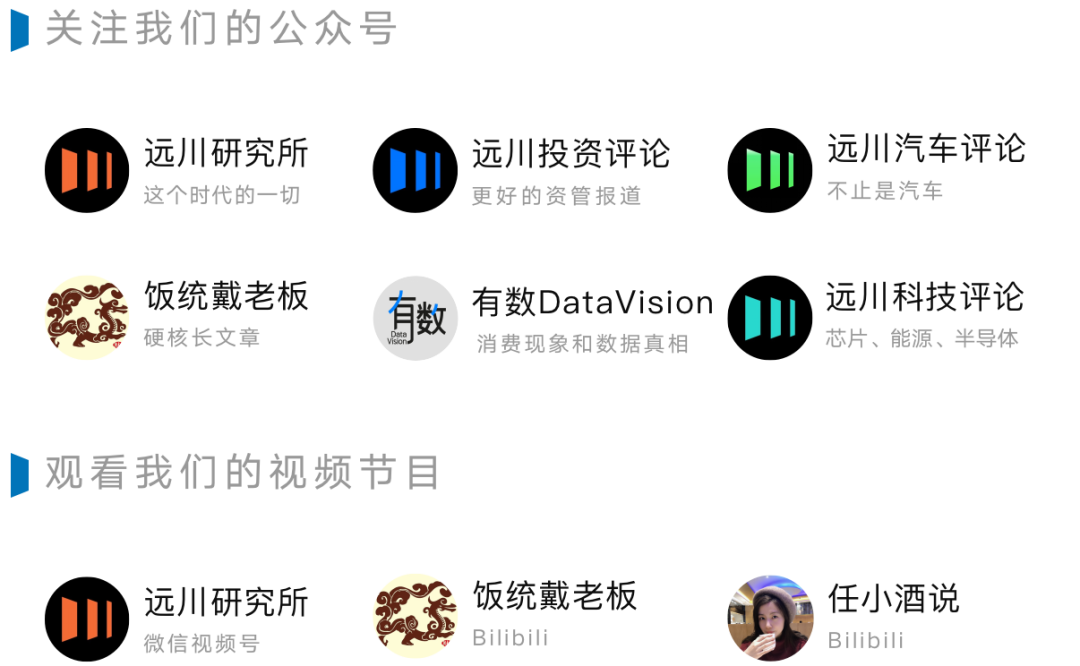 关注我们的公众号
远川研究所
这个时代的一切
远川投资评论
更好的资管报道
远川汽车评论
不止是汽车
饭统戴老板
硬核长文章
有数
Data
Vision
有数DataVision
消费现象和数据真相
远川科技评论
芯片、能源、半导体
观看我们的视频节目
远川研究所
微信视频号
饭统戴老板
Bilibili
任小酒说
Bilibili